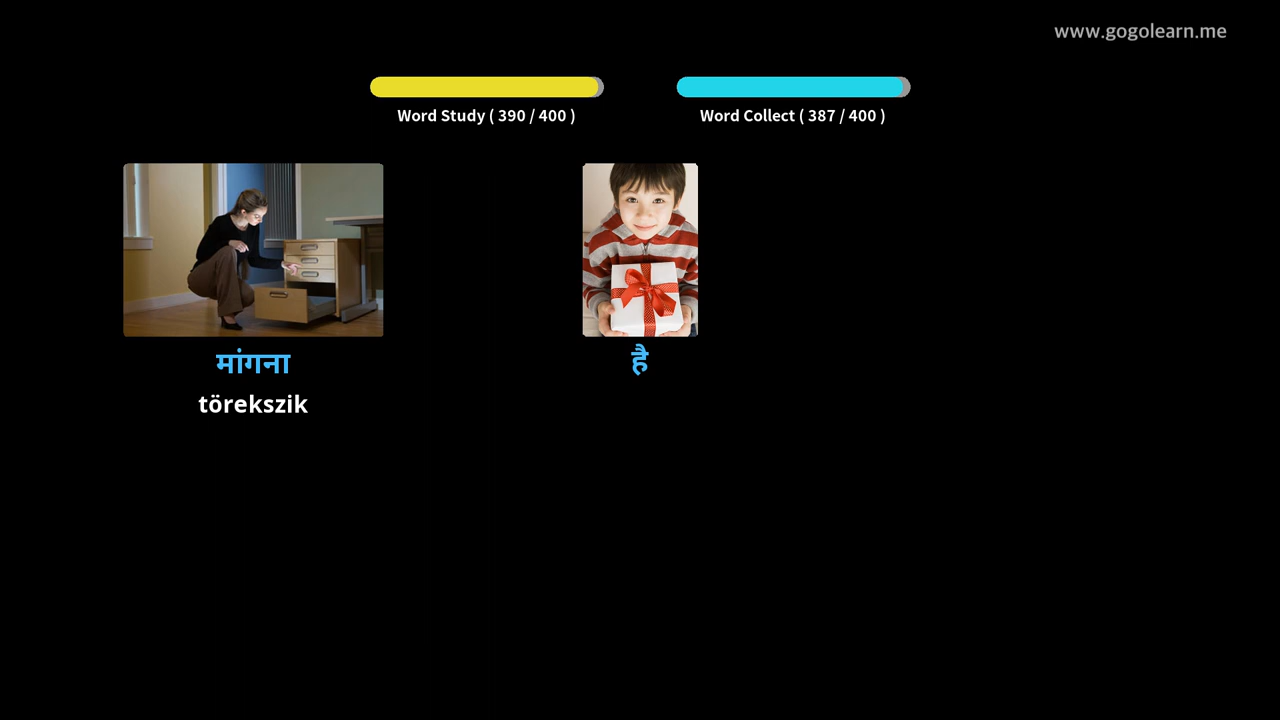 www.gogolearn.me
Word Study ( 390 / 400 )
Word Collect ( 387 / 400 )
मांगना
törekszik
है